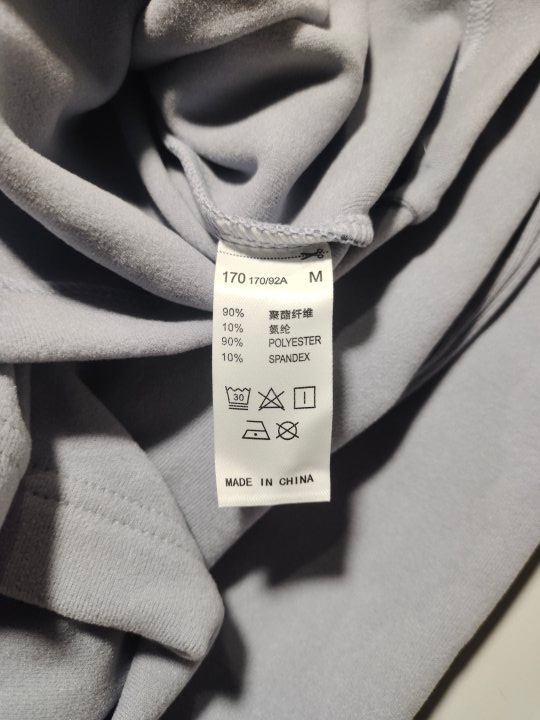 170 170/92A M
90% 聚酯纤维
10% 氨纶
90% POLYESTER
10% SPANDEX
30
MADE IN CHINA